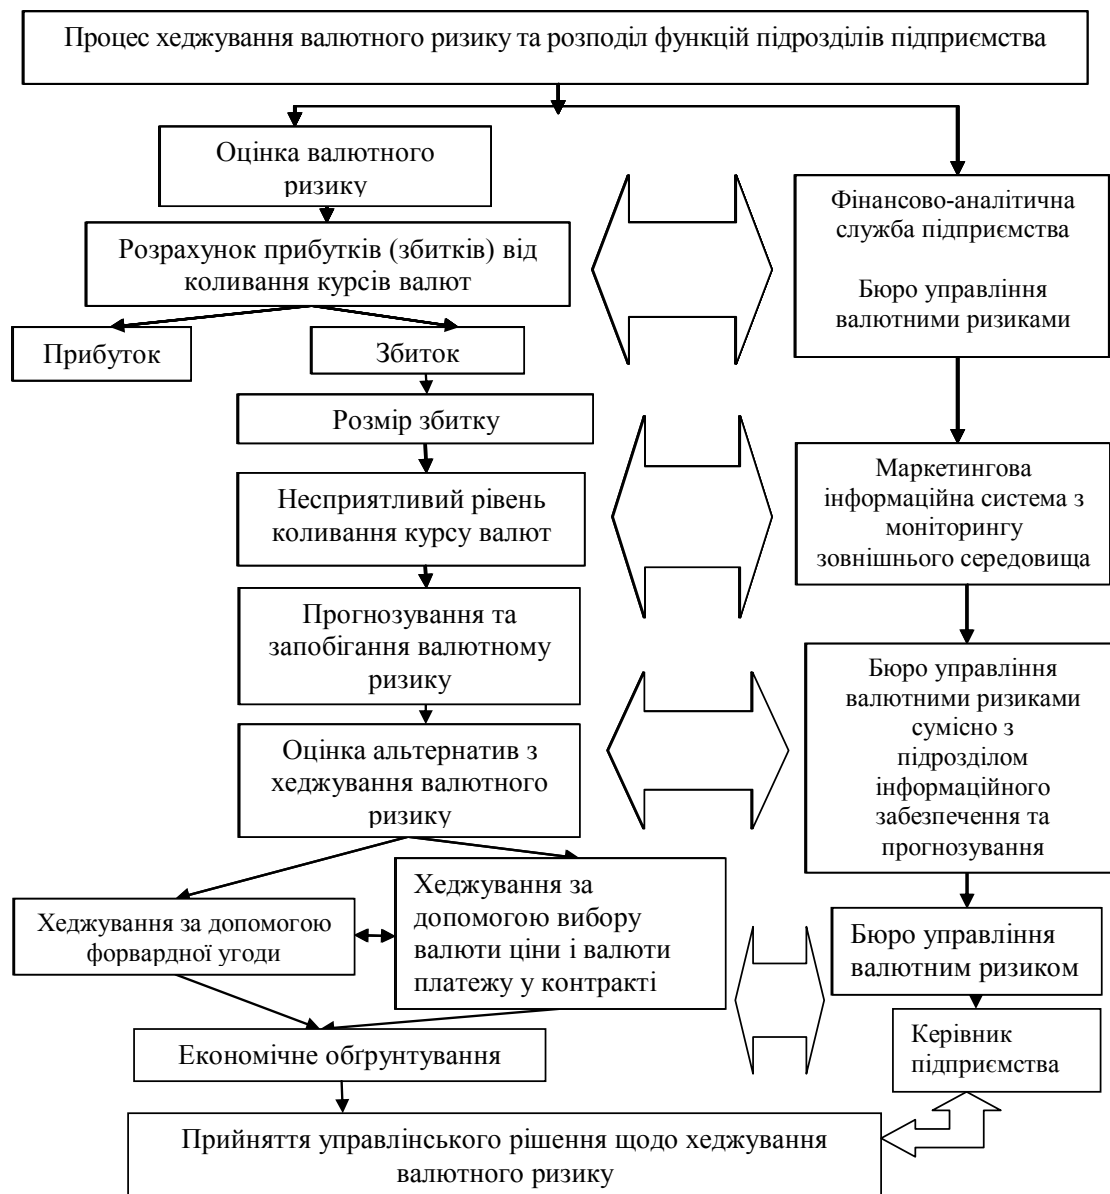 Процес хеджування валютного ризику та розподіл функцій підрозділів підприємства
Оцінка валютного
ризику
Розрахунок прибутків (збитків) від
коливання курсів валют
Прибуток
Збиток
Розмір збитку
Несприятливий рівень
коливання курсу валют
Прогнозування та
запобігання валютному
ризику
Оцінка альтернатив з
хеджування валютного
ризику
Хеджування за допомогою
форвардної угоди
Хеджування за
допомогою вибору
валюти ціни і валюти
платежу у контракті
Економічне обґрунтування
Прийняття управлінського рішення щодо хеджування
валютного ризику
Фінансово-аналітична
служба підприємства
Бюро управління
валютними ризиками
Маркетингова
інформаційна система з
моніторингу
зовнішнього середовища
Бюро управління
валютними ризиками
сумісно з
підрозділом
інформаційного
забезпечення та
прогнозування
Бюро управління
валютним ризиком
Керівник
підприємства